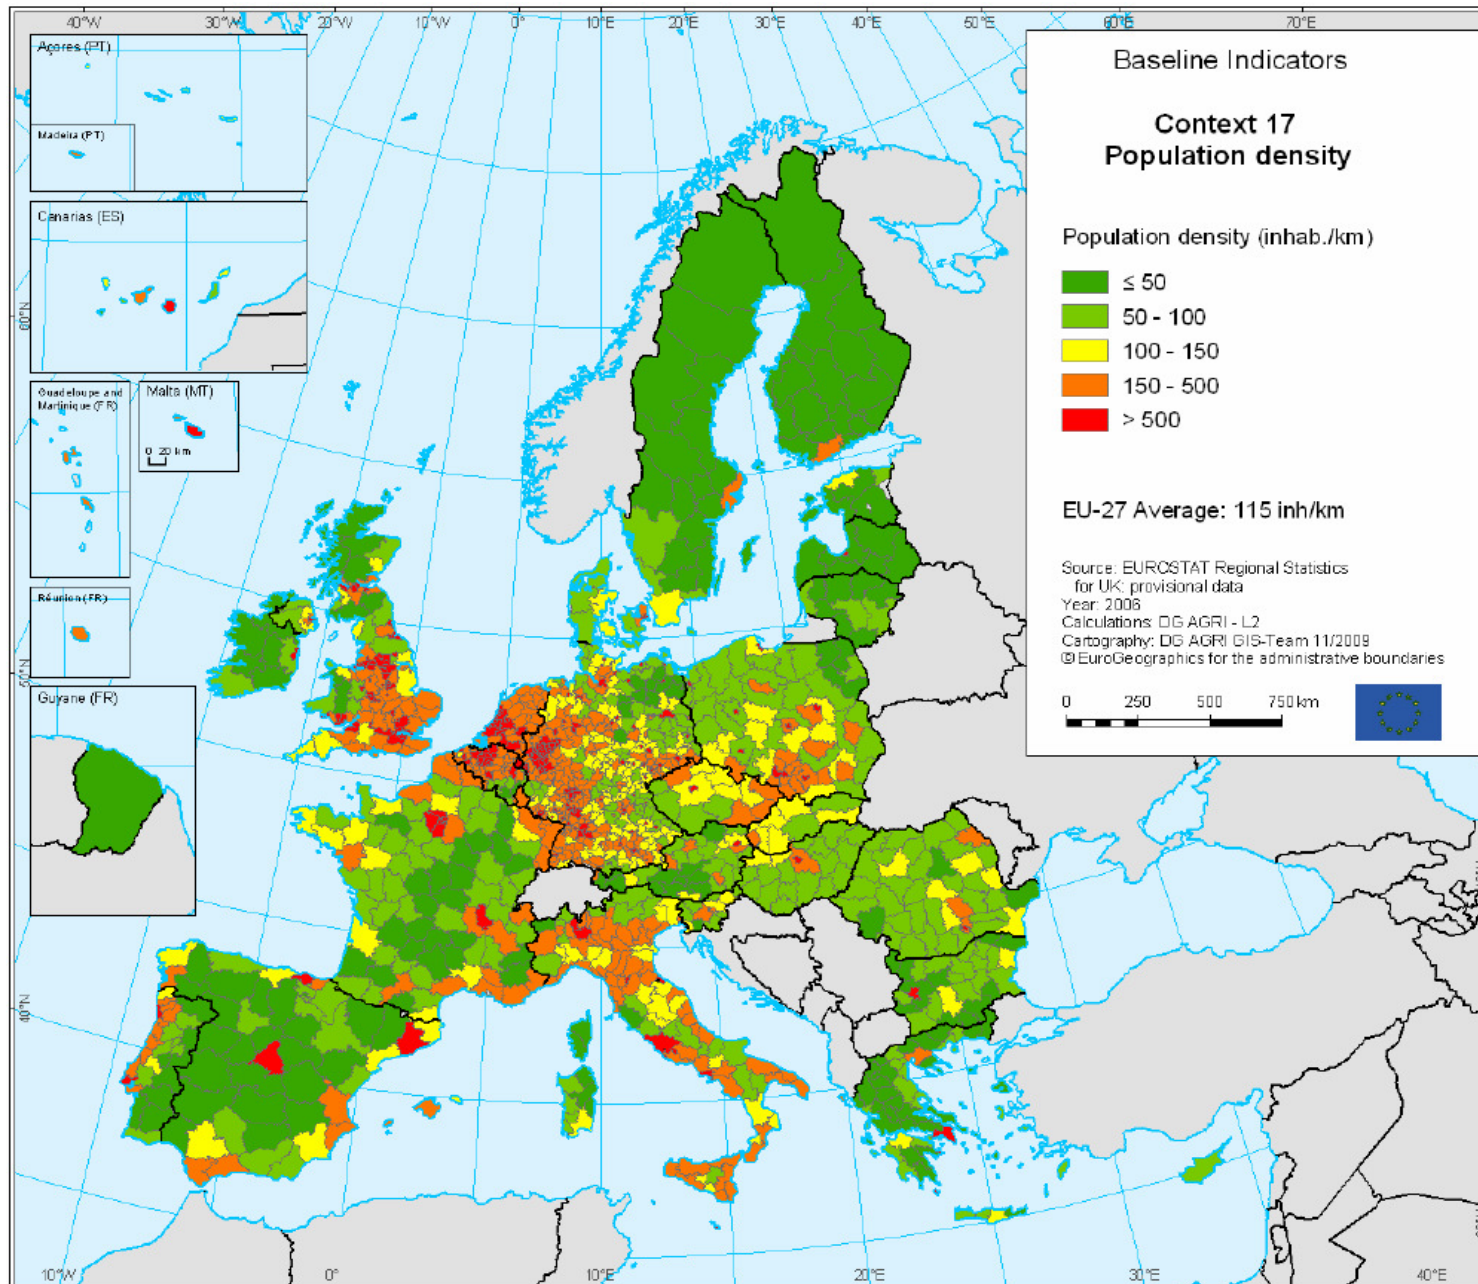 40°W
30°W
20°W
10°W
0°
10°E
20°E
30°E
40°E
50°E
60°E
70°E
Açores (PT)
Madeira (PT)
Canarias (ES)
Guadeloupe and
Martinique (FR)
Malta (MT)
0 20 km
Réunion (FR)
Guyane (FR)
60°N
50°N
40°N
Baseline Indicators
Context 17
Population density
Population density (inhab./km)
≤ 50
50 - 100
100 - 150
150 - 500
> 500
EU-27 Average: 115 inh/km
Source: EUROSTAT Regional Statistics
for UK: provisional data
Year: 2006
Calculations: DG AGRI - L2
Cartography: DG AGRI GIS-Team 11/2009
© EuroGeographics for the administrative boundaries
0 250 500 750 km
10°W
0°
10°E
20°E
30°E
40°E